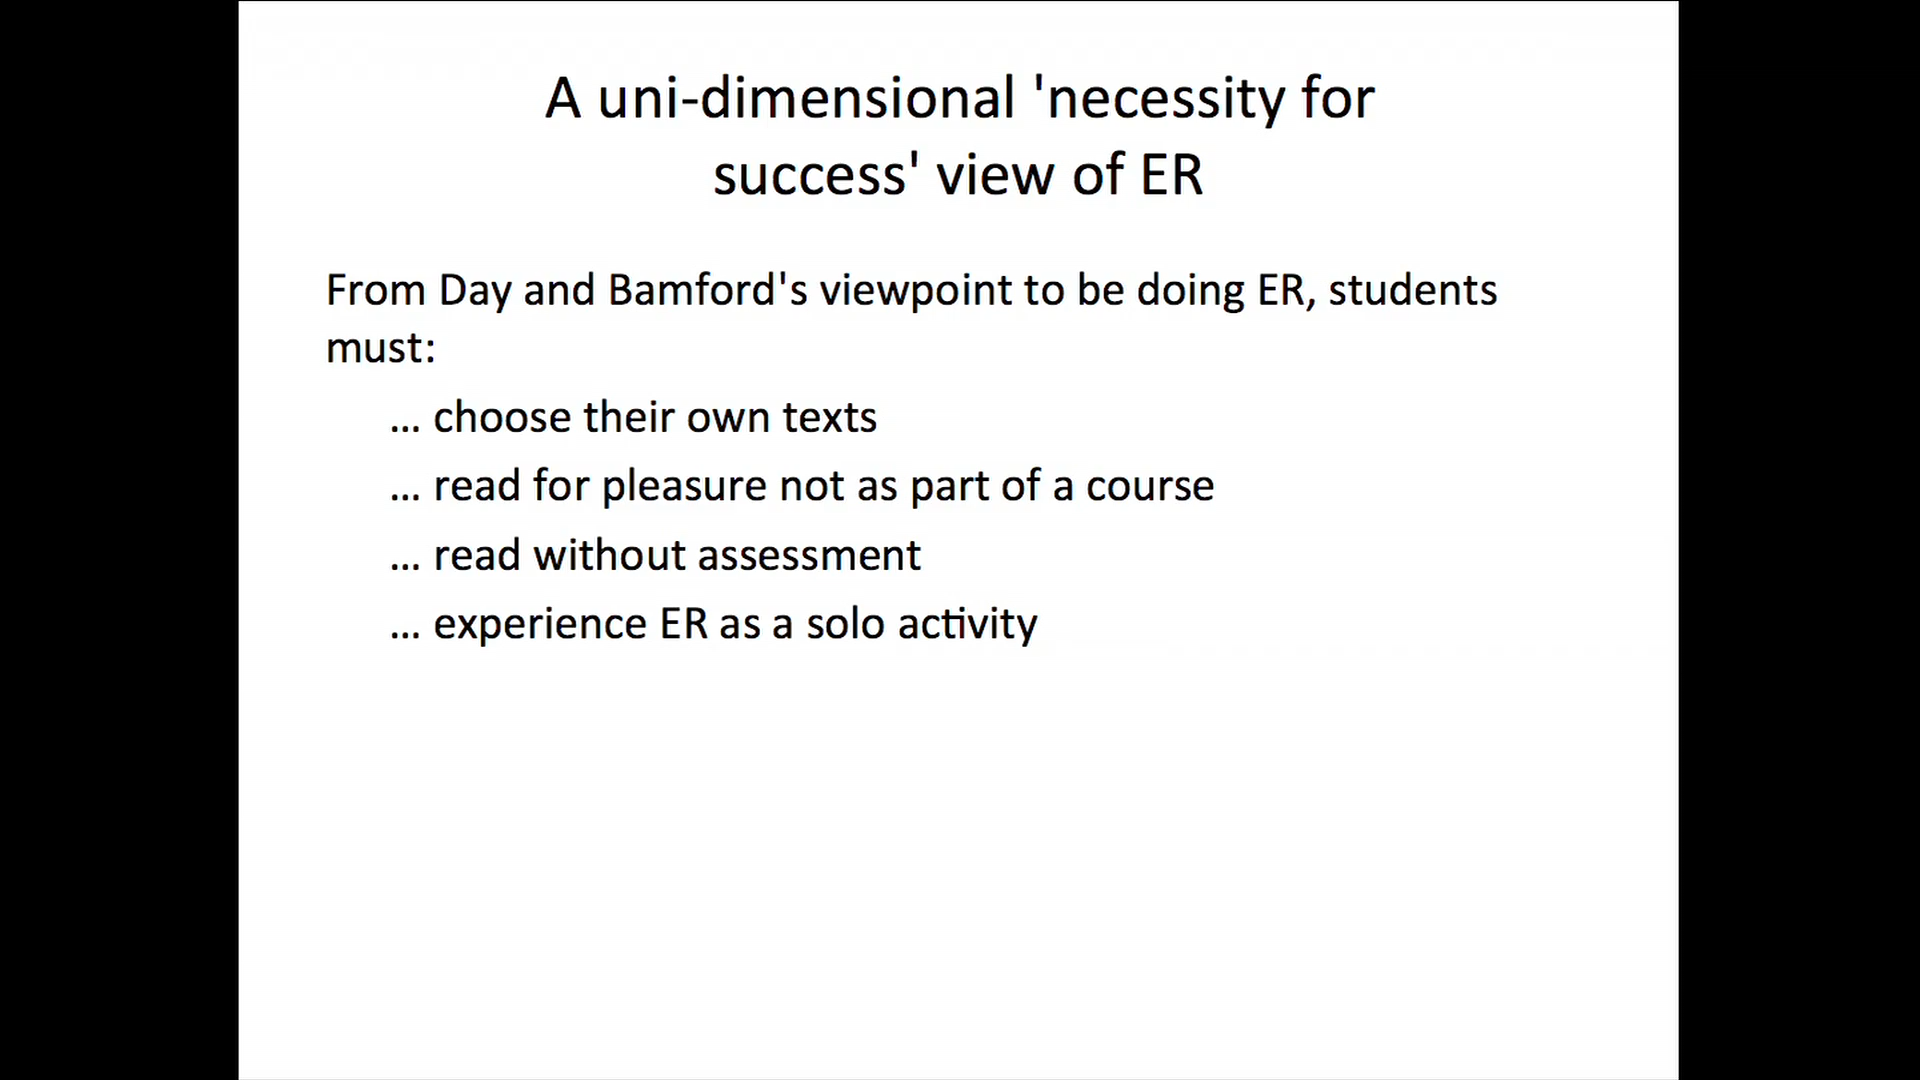 A uni-dimensional 'necessity for
success' view of ER
From Day and Bamford's viewpoint to be doing ER, students
must:
... choose their own texts
... read for pleasure not as part of a course
... read without assessment
... experience ER as a solo activity